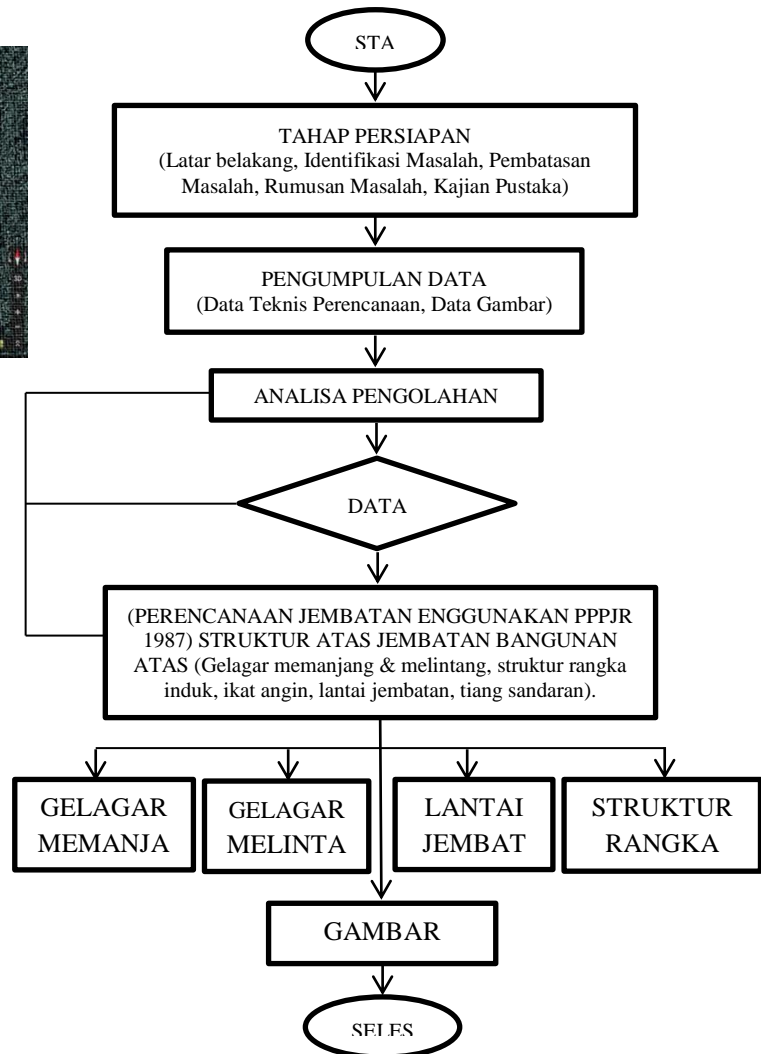 STA
TAHAP PERSIAPAN
(Latar belakang, Identifikasi Masalah, Pembatasan
Masalah, Rumusan Masalah, Kajian Pustaka)
PENGUMPULAN DATA
(Data Teknis Perencanaan, Data Gambar)
ANALISA PENGOLAHAN
DATA
(PERENCANAAN JEMBATAN ENGGUNAKAN PPPJR
1987) STRUKTUR ATAS JEMBATAN BANGUNAN
ATAS (Gelagar memanjang & melintang, struktur rangka
induk, ikat angin, lantai jembatan, tiang sandaran).
GELAGAR
MEMANJA
GELAGAR
MELINTA
LANTAI
JEMBAT
STRUKTUR
RANGKA
GAMBAR
SELES